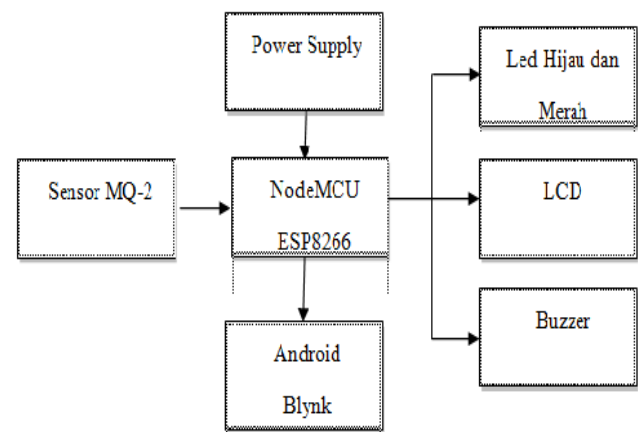 Power Supply
Led Hijau dan
Merah
Sensor MQ-2
NodeMCU
ESP8266
LCD
Android
Blynk
Buzzer